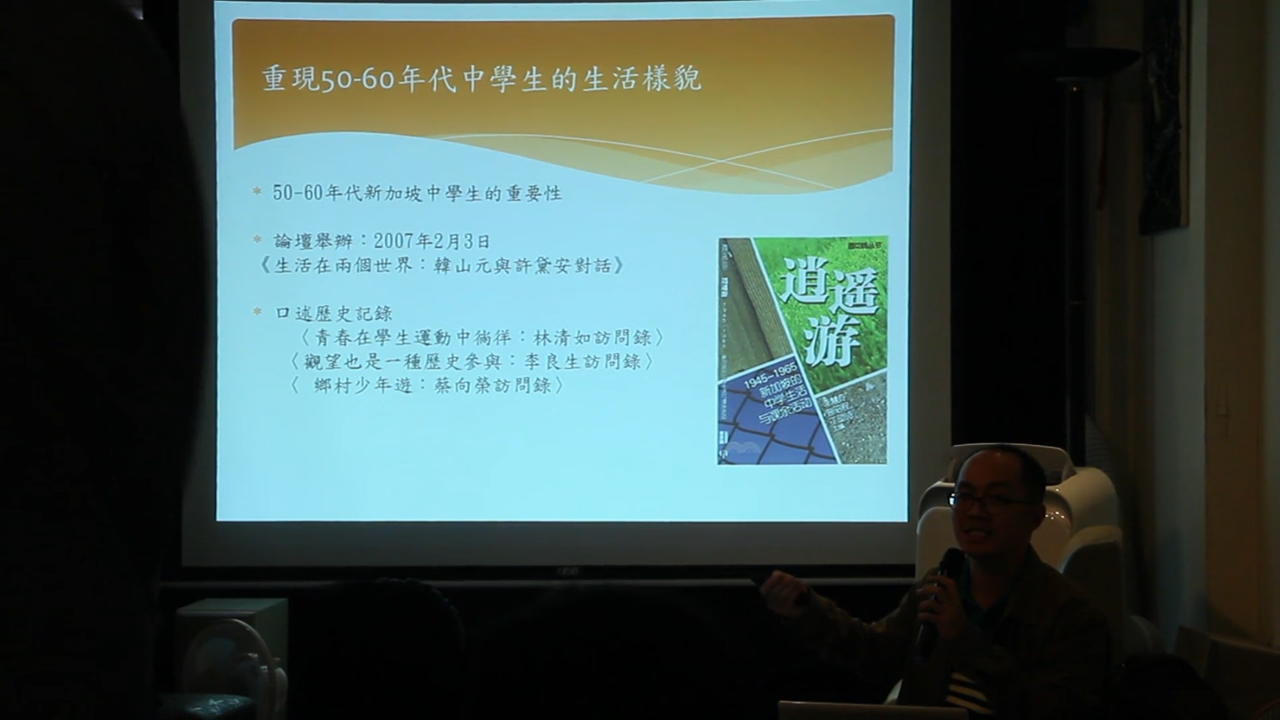 重現50-60年代中學生的生活樣貌
* 50-60年代新加坡中學生的重要性
* 論壇舉辦：2007年2月3日
《生活在兩個世界：韓山元與許黛安對話》
* 口述歷史記錄
〈青春在學生運動中徜徉：林清如訪問錄〉
〈觀望也是一種歷史參與：李良生訪問錄〉
〈 鄉村少年遊：蔡向榮訪問錄〉
逍遥游
1945-1965
新加坡的
中学生活
与课余活动